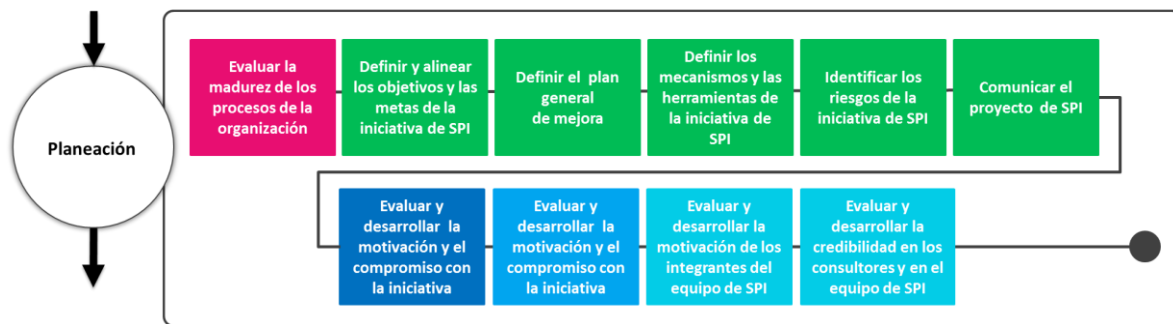 Planeación
Evaluar la
madurez de los
procesos de la
organización
Definir y alinear
los objetivos y las
metas de la
iniciativa de SPI
Definir el plan
general
de mejora
Definir los
mecanismos y las
herramientas de
la iniciativa de
SPI
Identificar los
riesgos de la
iniciativa de SPI
Comunicar el
proyecto de SPI
Evaluar y
desarrollar la
motivación y el
compromiso con
la iniciativa
Evaluar y
desarrollar la
motivación y el
compromiso con
la iniciativa
Evaluar y
desarrollar la
motivación de los
integrantes del
equipo de SPI
Evaluar y
desarrollar la
credibilidad en los
consultores y en el
equipo de SPI